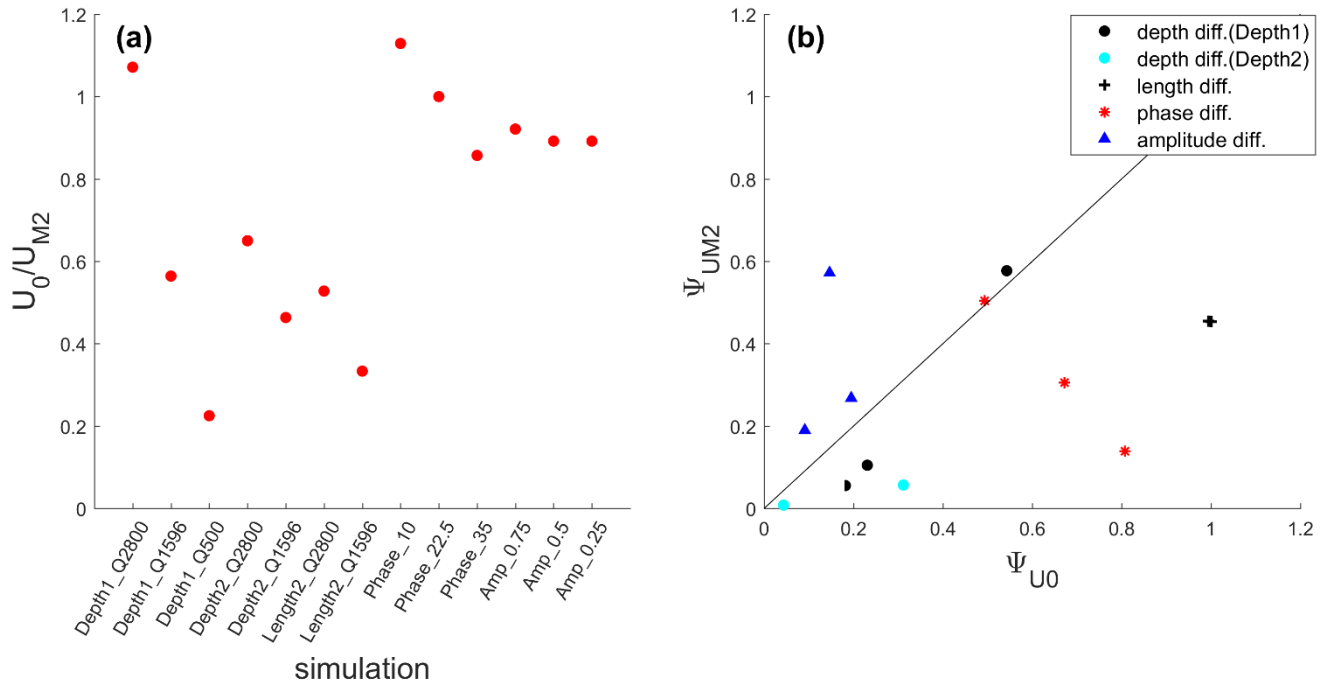 (a)
U0/UM2
1.2
1
0.8
0.6
0.4
0.2
0
Depth1_Q2800
Depth1_Q1596
Depth1_Q500
Depth2_Q2800
Depth2_Q1596
Length2_Q2800
Length2_Q1596
Phase_10
Phase_22.5
Phase_35
Amp_0.75
Amp_0.5
Amp_0.25
simulation
(b)
ΨUM2
1.2
1
0.8
0.6
0.4
0.2
0
depth diff.(Depth1)
depth diff.(Depth2)
length diff.
phase diff.
amplitude diff.
0 0.2 0.4 0.6 0.8 1 1.2
ΨU0